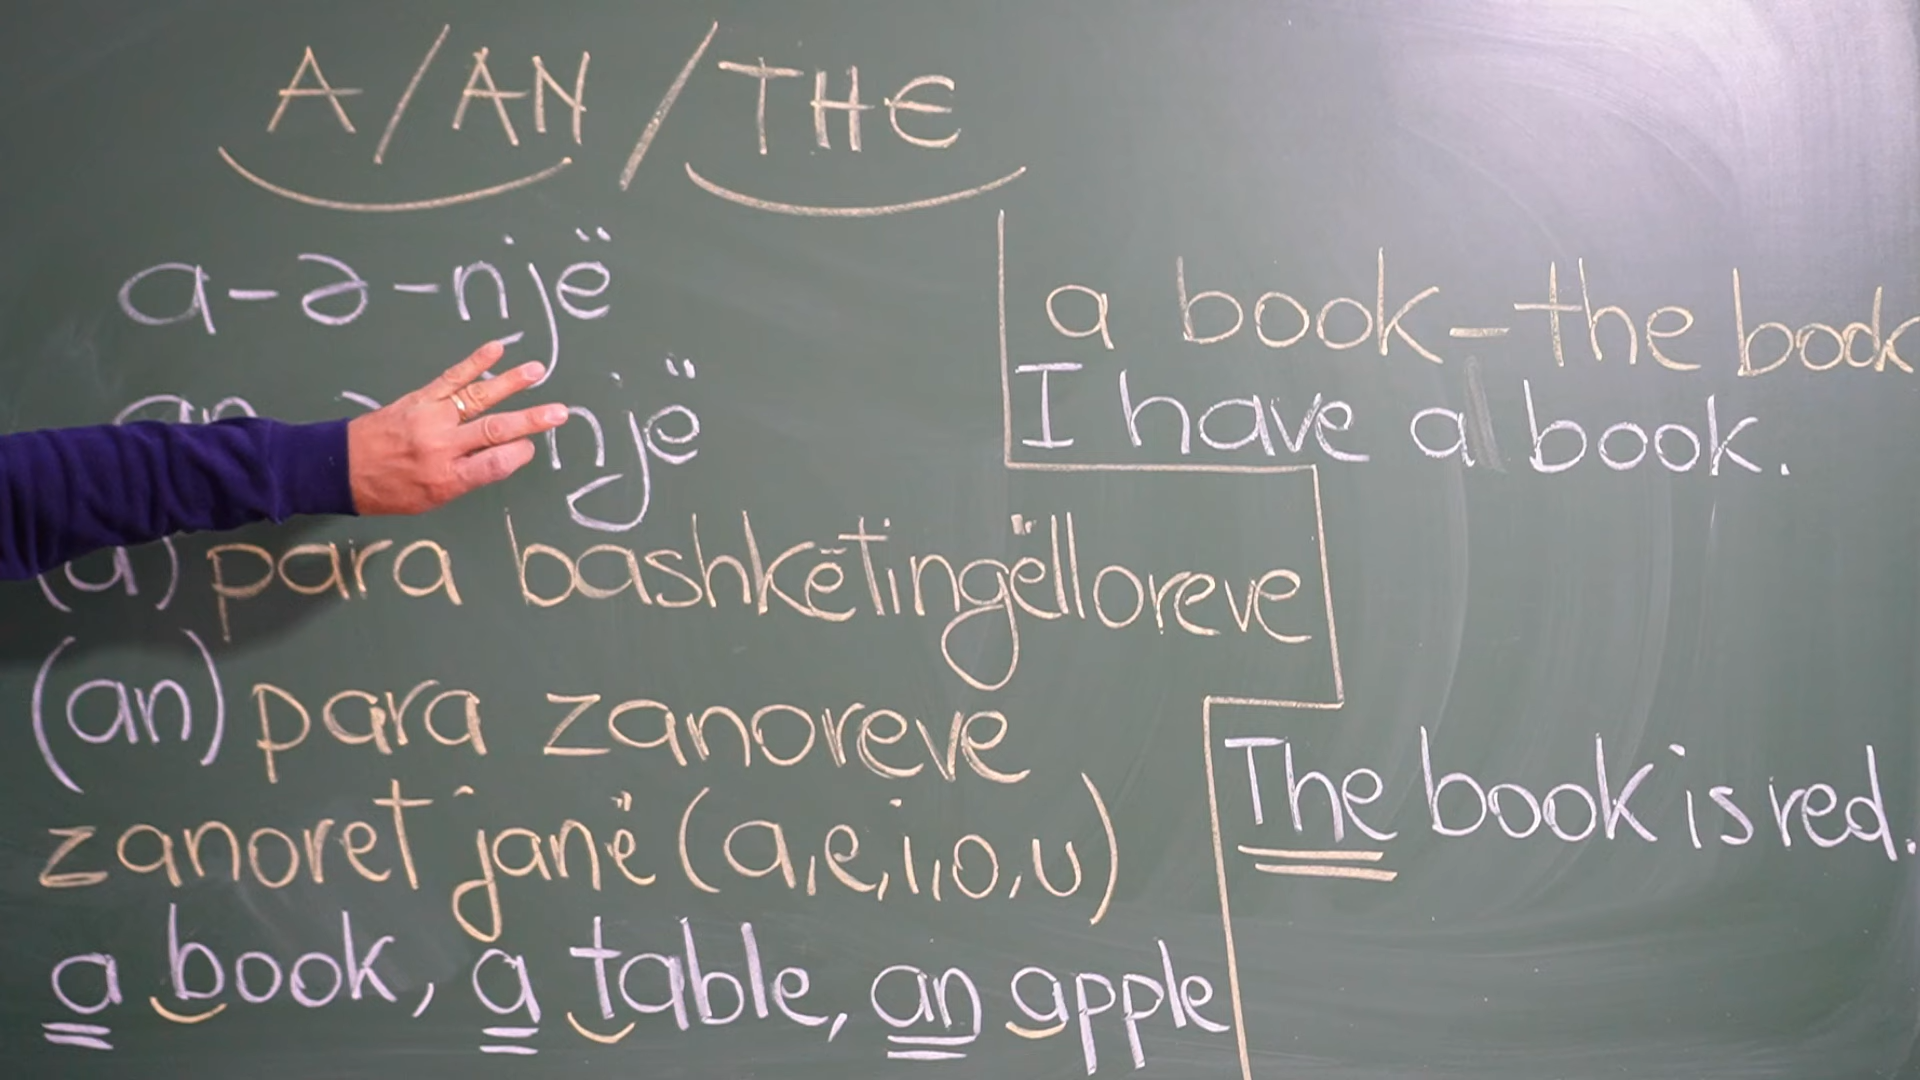 A/AN/THE
a-ə-një
an një
(a) para bashkëtingëlloreve
(an) para zanoreve
zanoret janë (a,e,i,o,u)
a book, a table, an apple
a book-the book
I have a book.
The book is red.